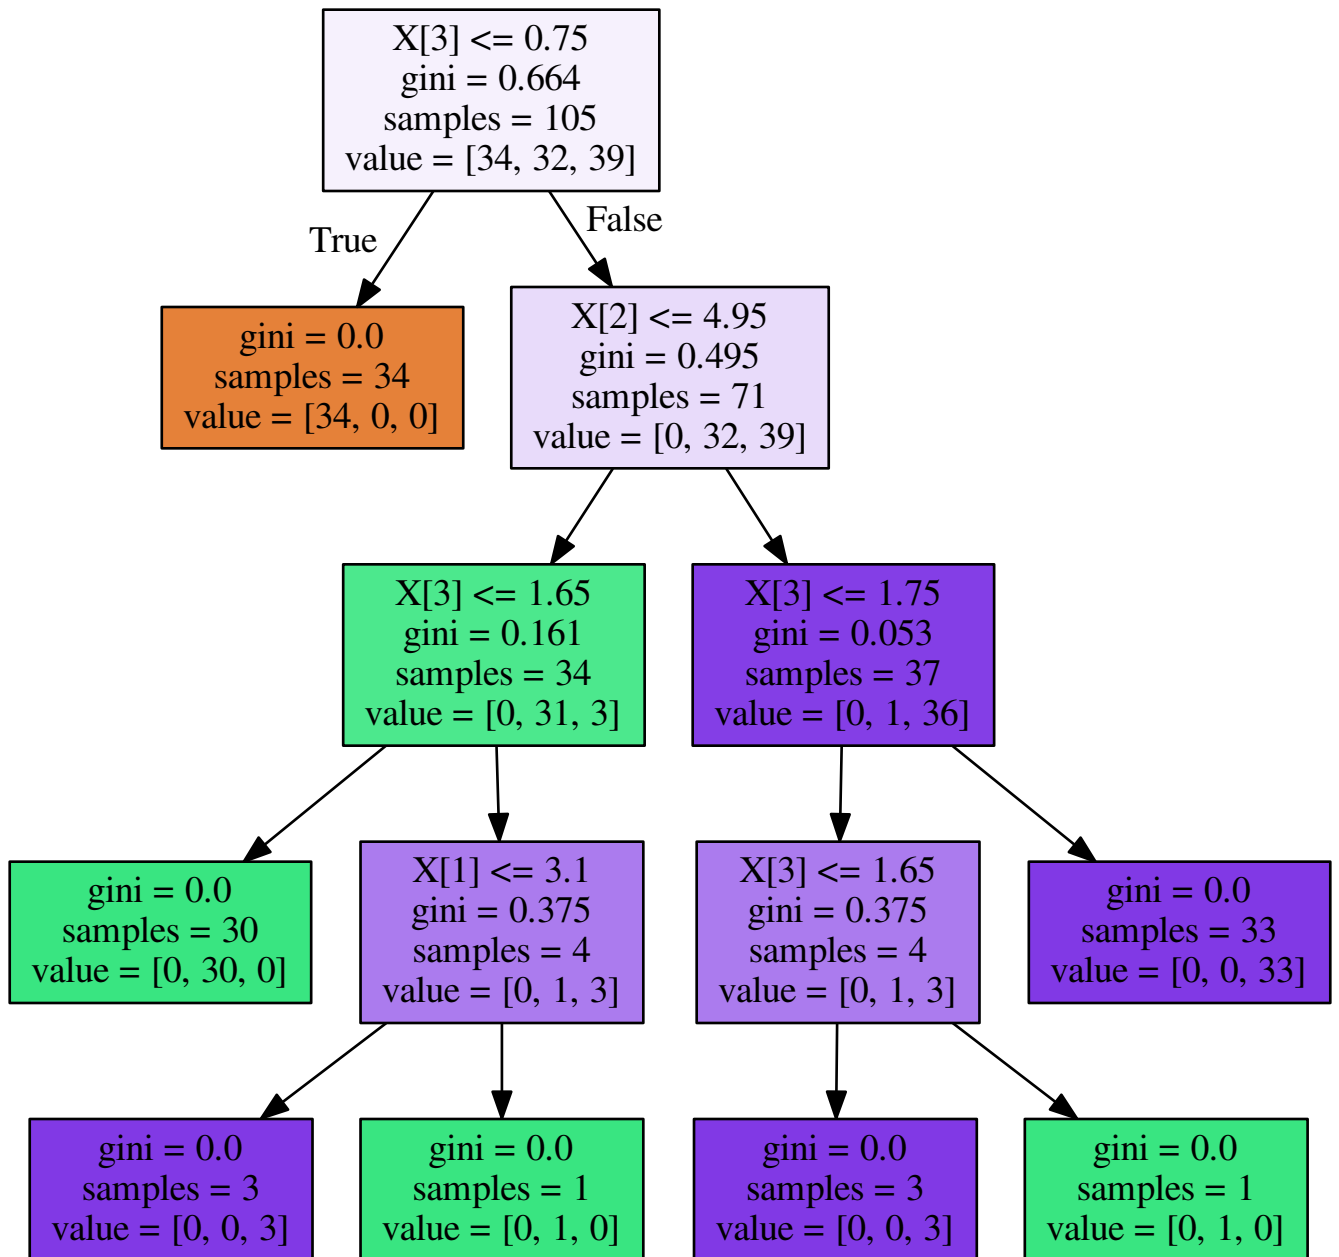 X[3] <= 0.75
gini = 0.664
samples = 105
value = [34, 32, 39]
True
False
gini = 0.0
samples = 34
value = [34, 0, 0]
X[2] <= 4.95
gini = 0.495
samples = 71
value = [0, 32, 39]
X[3] <= 1.65
gini = 0.161
samples = 34
value = [0, 31, 3]
X[3] <= 1.75
gini = 0.053
samples = 37
value = [0, 1, 36]
gini = 0.0
samples = 30
value = [0, 30, 0]
X[1] <= 3.1
gini = 0.375
samples = 4
value = [0, 1, 3]
X[3] <= 1.65
gini = 0.375
samples = 4
value = [0, 1, 3]
gini = 0.0
samples = 33
value = [0, 0, 33]
gini = 0.0
samples = 3
value = [0, 0, 3]
gini = 0.0
samples = 1
value = [0, 1, 0]
gini = 0.0
samples = 3
value = [0, 0, 3]
gini = 0.0
samples = 1
value = [0, 1, 0]